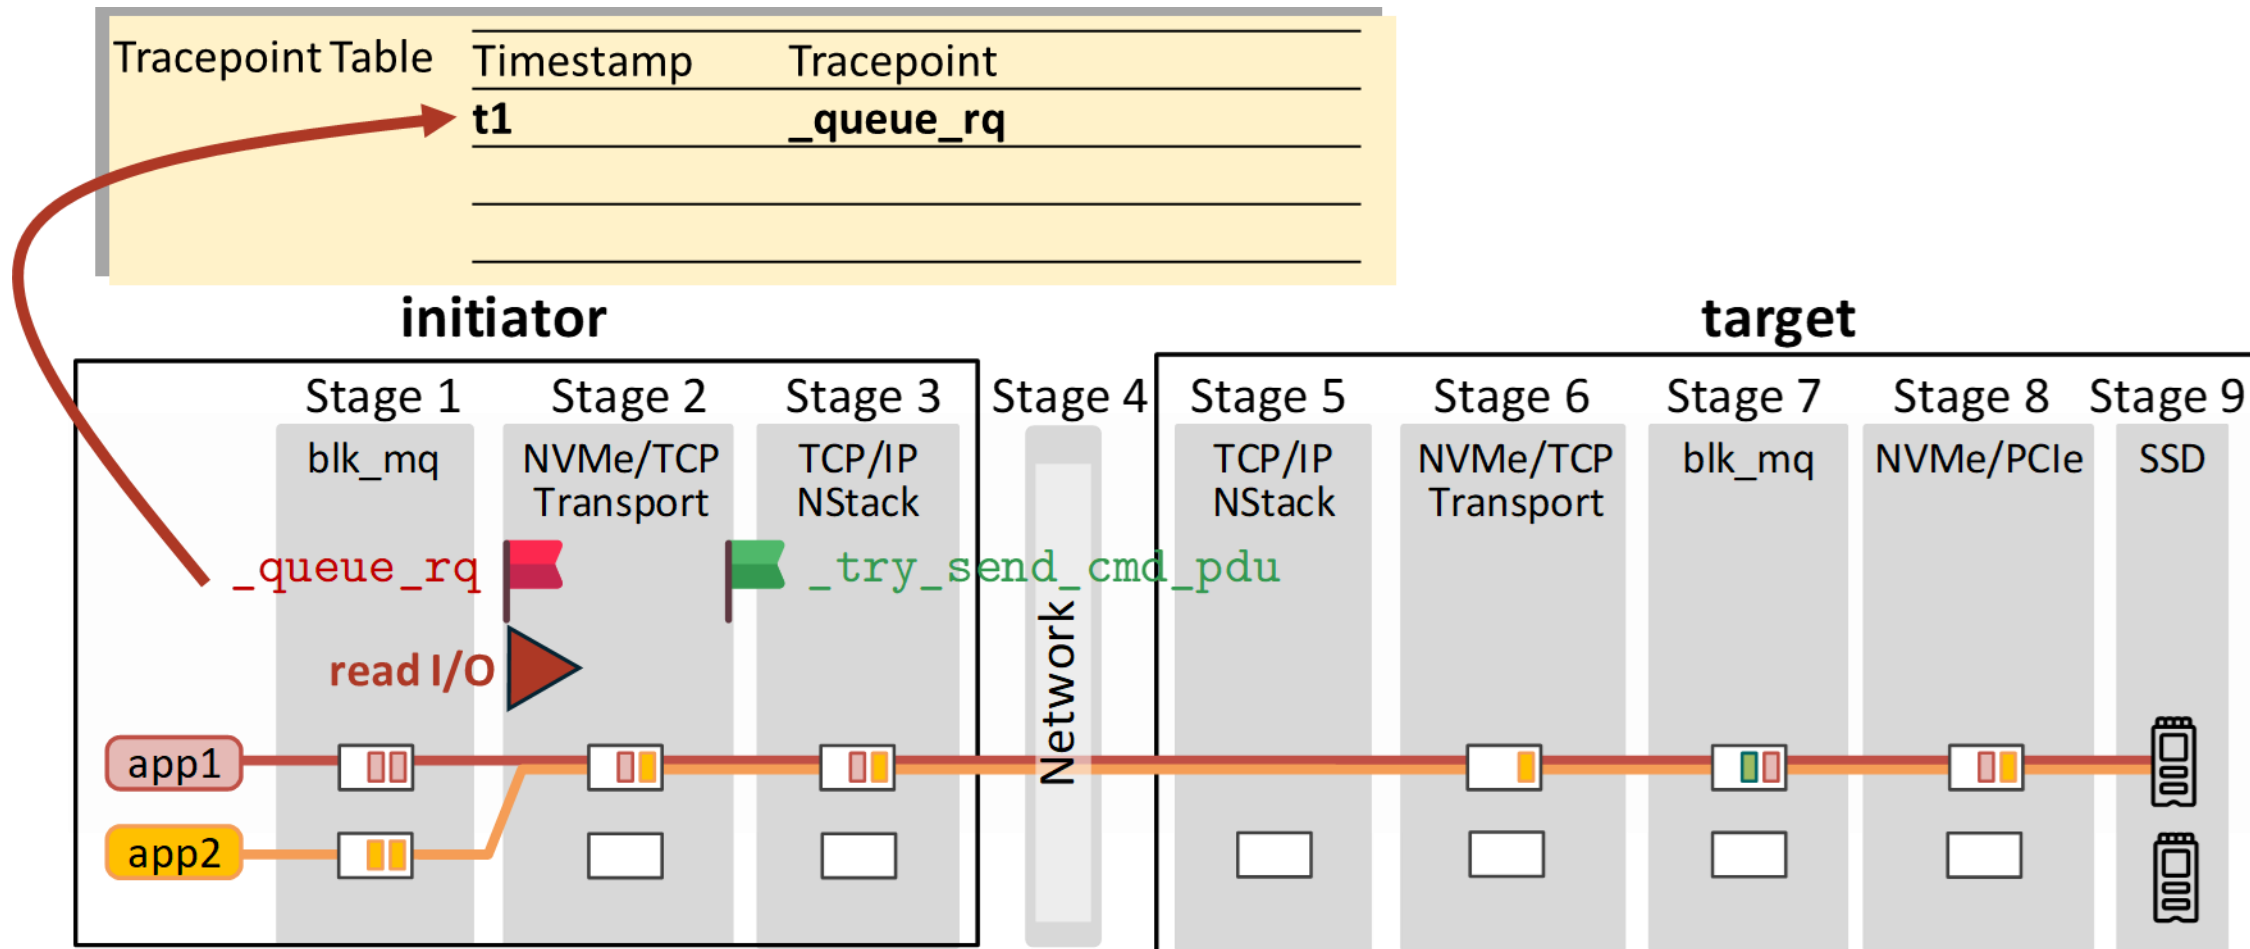 Tracepoint Table
Timestamp Tracepoint
t1 _queue_rq
initiator
target
Stage 1 Stage 2 Stage 3 Stage 4 Stage 5 Stage 6 Stage 7 Stage 8 Stage 9
blk_mq
NVMe/TCP
Transport
TCP/IP
NStack
TCP/IP
NStack
NVMe/TCP
Transport
blk_mq
NVMe/PCIe
SSD
_queue_rq
_try_send_cmd_pdu
Network
read I/O
app1
app2